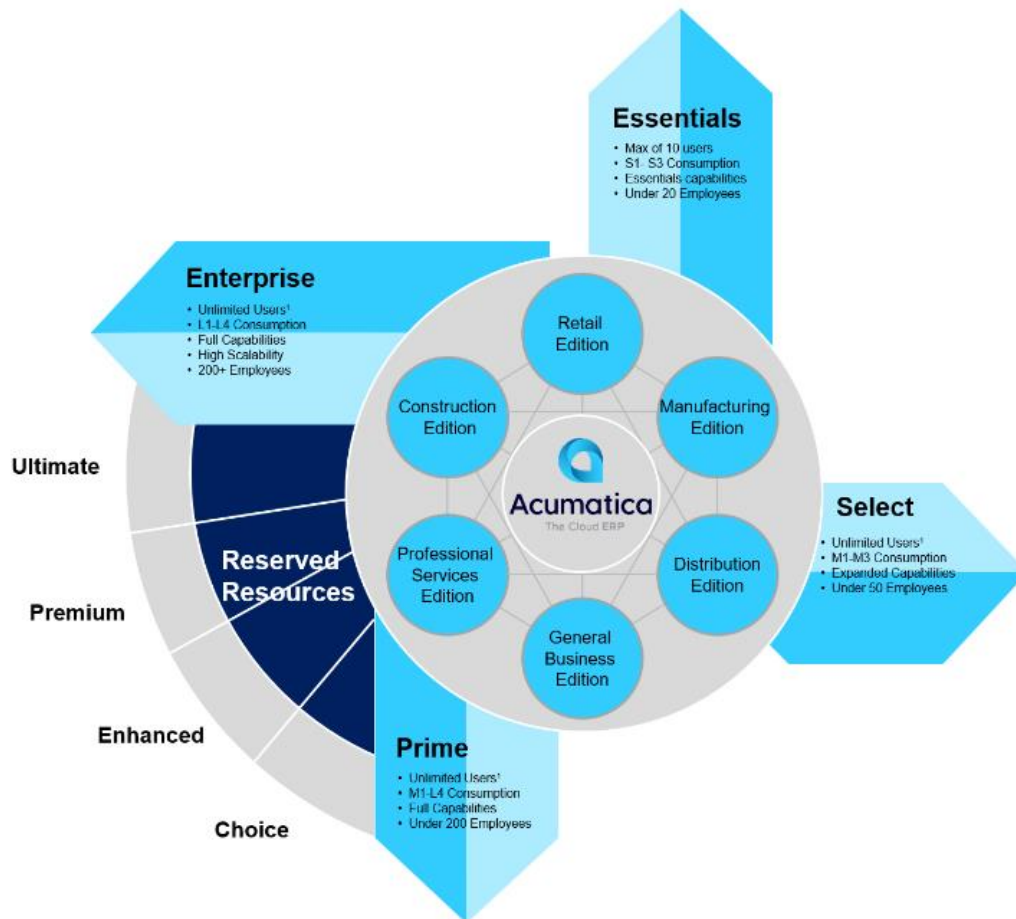 Essentials
• Max of 10 users
• S1- S3 Consumption
• Essentials capabilities
• Under 20 Employees
Enterprise
• Unlimited Users¹
• L1-L4 Consumption
• Full Capabilities
• High Scalability
• 200+ Employees
Retail
Edition
Construction
Edition
Manufacturing
Edition
Acumatica
The Cloud ERP
Ultimate
Select
• Unlimited Users¹
• M1-M3 Consumption
• Expanded Capabilities
• Under 50 Employees
Reserved
Resources
Professional
Services
Edition
Distribution
Edition
Premium
General
Business
Edition
Enhanced
Prime
• Unlimited Users¹
• M1-L4 Consumption
• Full Capabilities
• Under 200 Employees
Choice